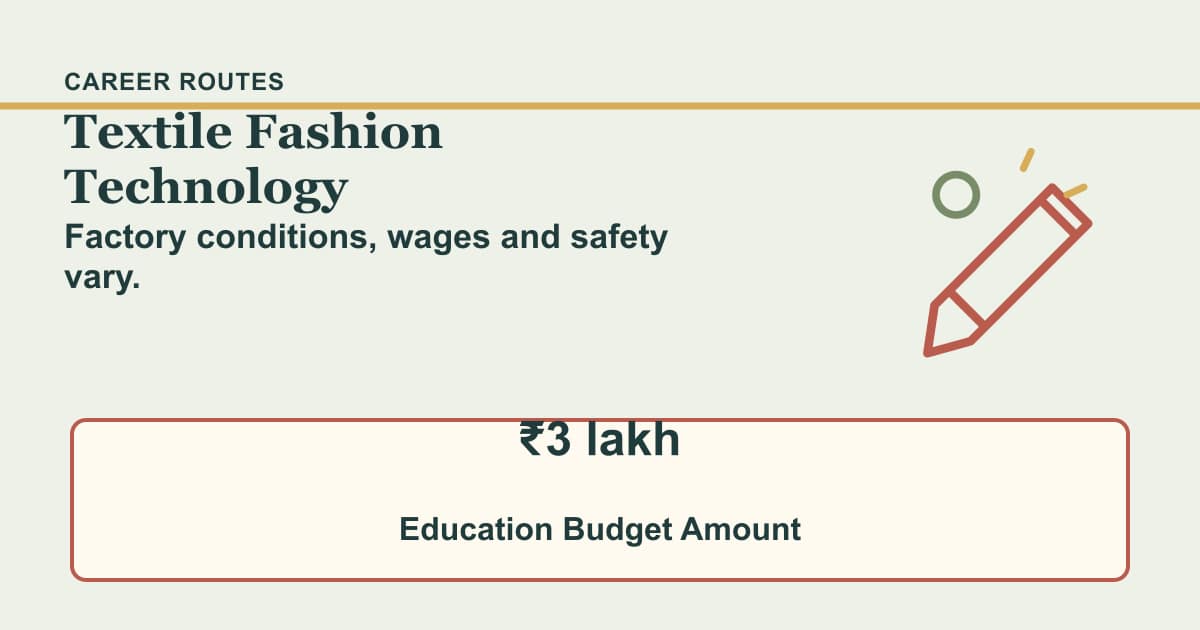 CAREER ROUTES
Textile Fashion
Technology
Factory conditions, wages and safety
vary.
₹3 lakh
Education Budget Amount